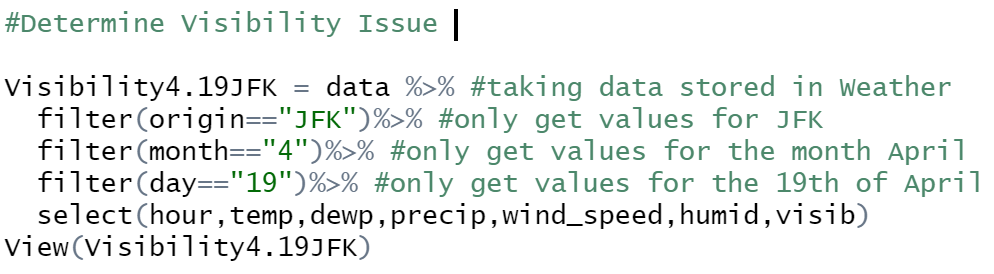 #Determine Visibility Issue
Visibility4.19JFK = data %>% #taking data stored in Weather
filter(origin=="JFK")%>% #only get values for JFK
filter(month=="4")%>% #only get values for the month April
filter(day=="19")%>% #only get values for the 19th of April
select(hour,temp,dewp,precip,wind_speed,humid,visib)
View(Visibility4.19JFK)